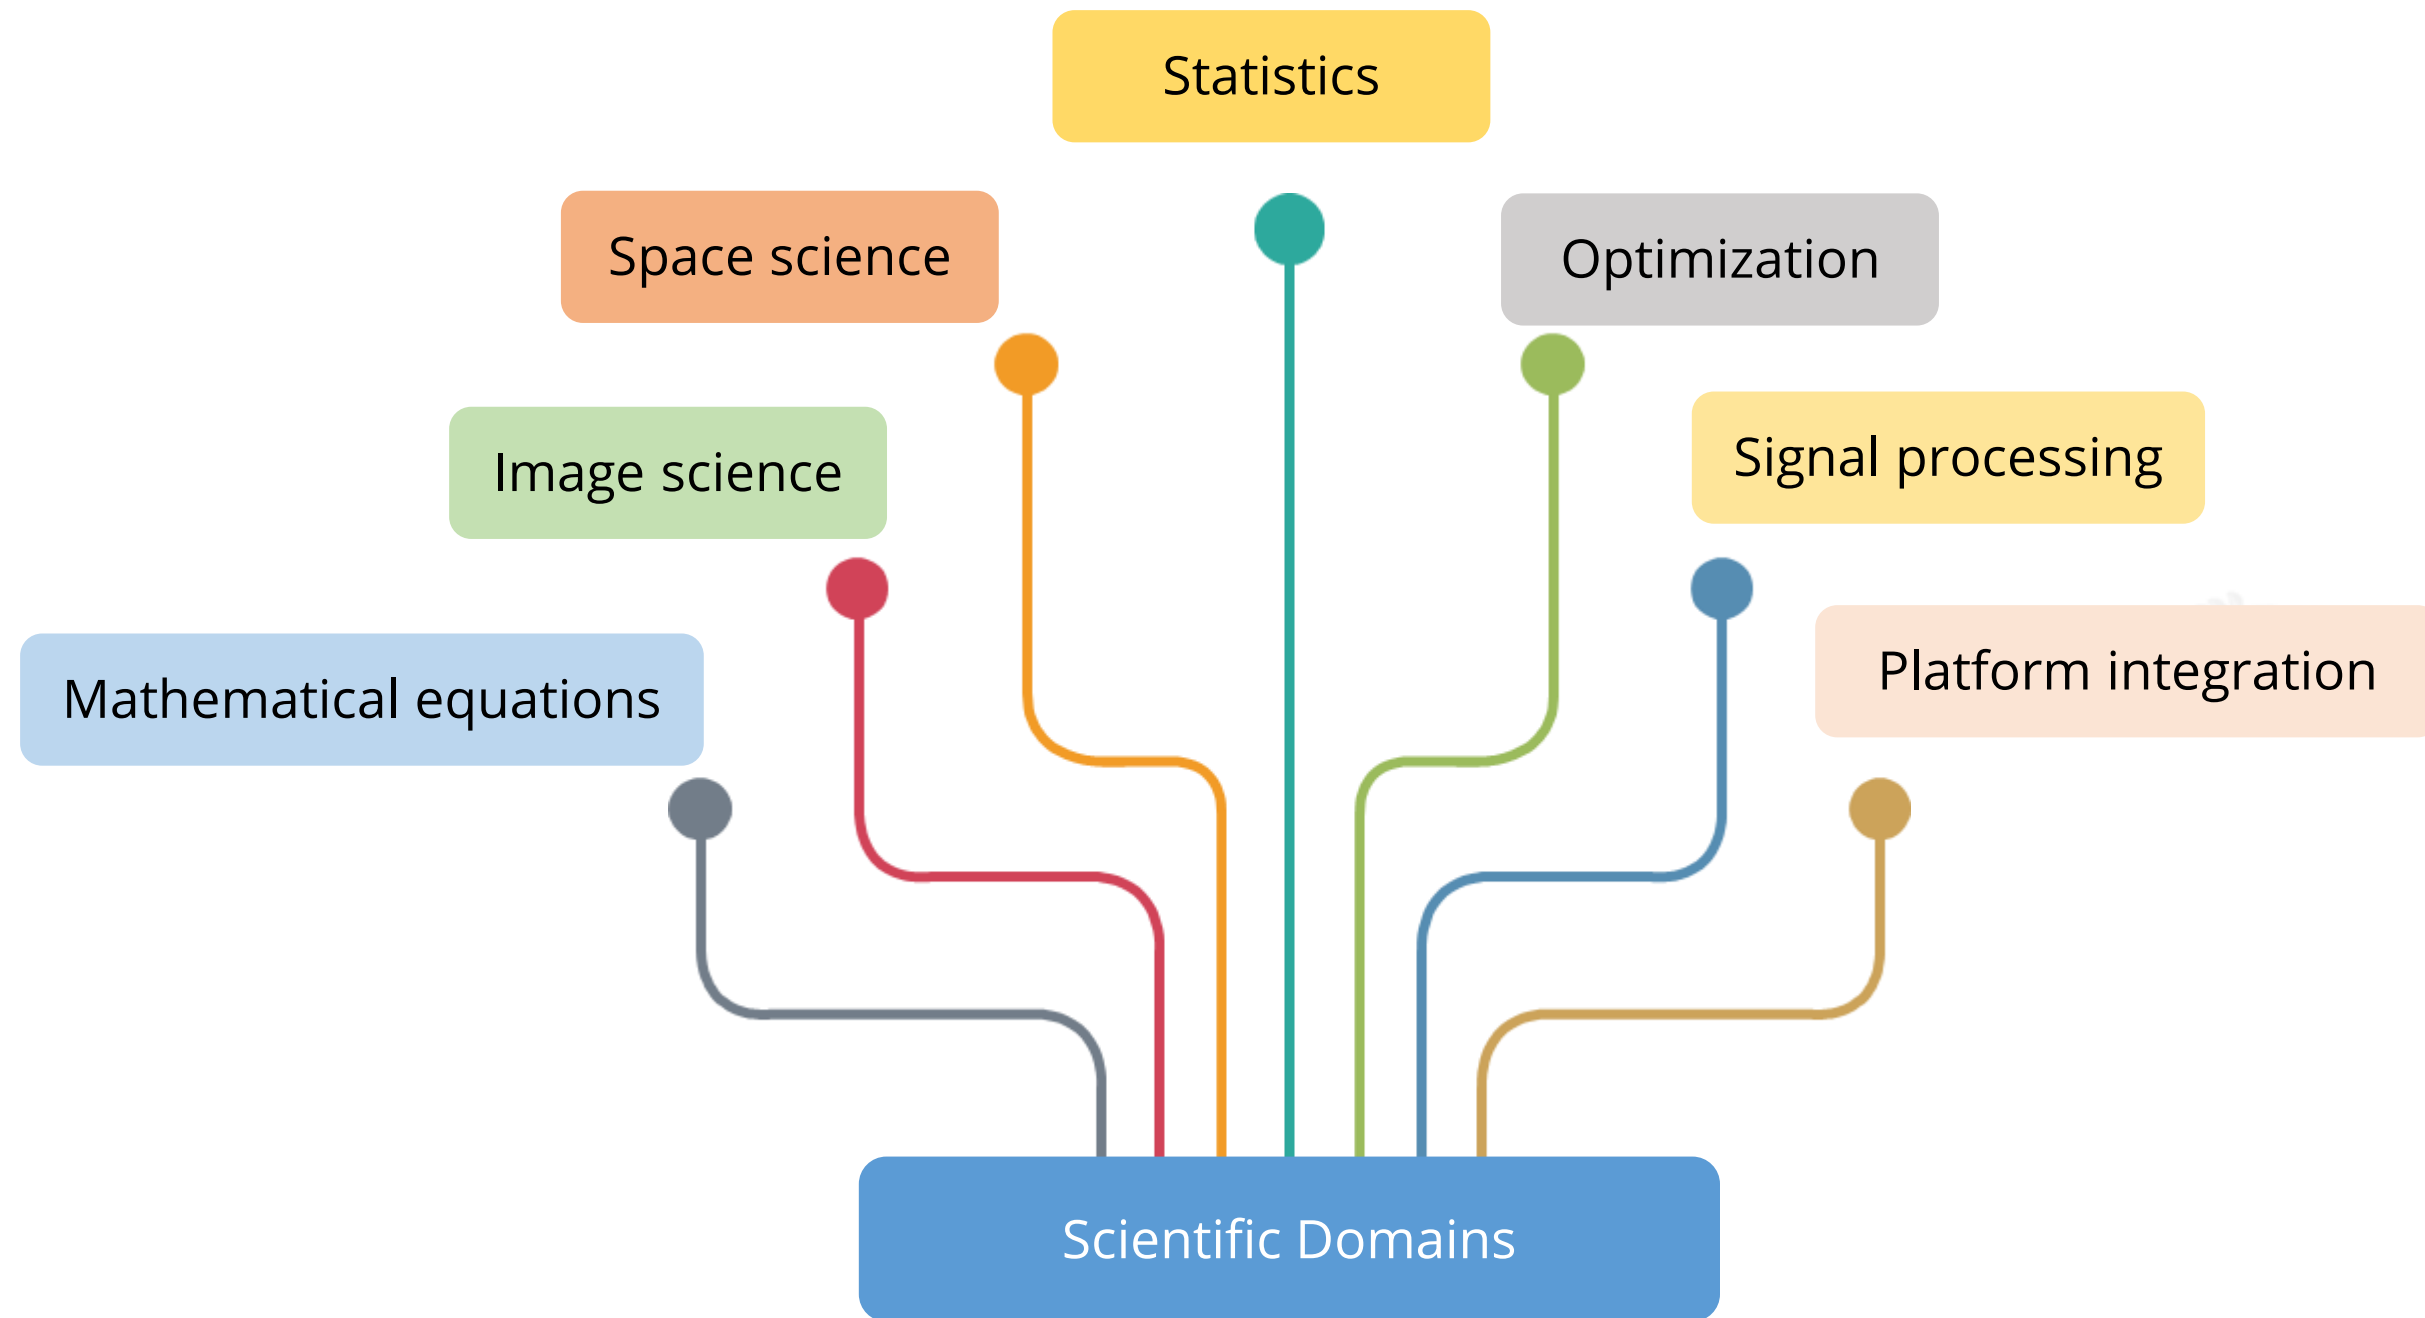 Statistics
Space science
Optimization
Image science
Signal processing
Mathematical equations
Platform integration
Scientific Domains